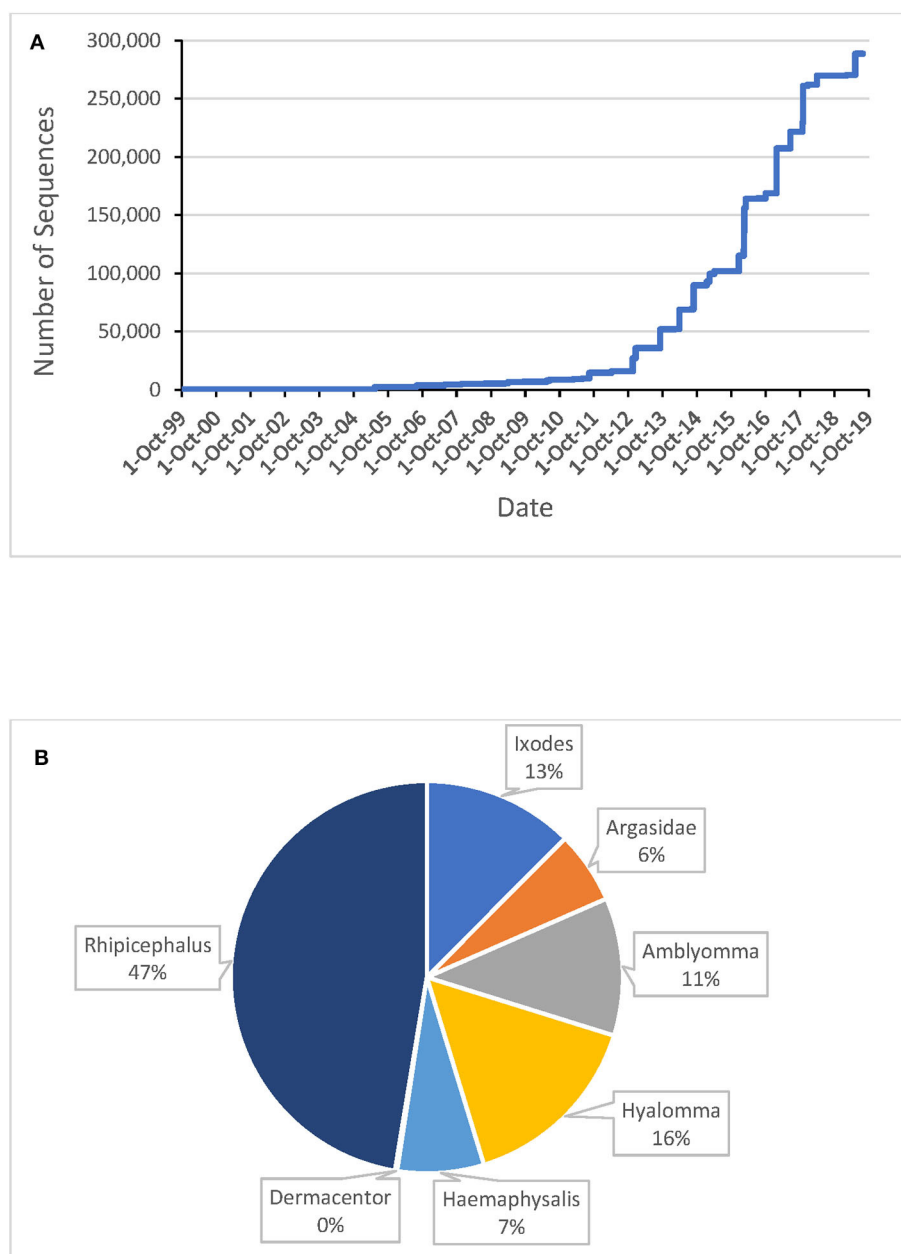 A
300,000
250,000
200,000
150,000
100,000
50,000
0
Number of Sequences
1-Oct-99
1-Oct-00
1-Oct-01
1-Oct-02
1-Oct-03
1-Oct-04
1-Oct-05
1-Oct-06
1-Oct-07
1-Oct-08
1-Oct-09
1-Oct-10
1-Oct-11
1-Oct-12
1-Oct-13
1-Oct-14
1-Oct-15
1-Oct-16
1-Oct-17
1-Oct-18
1-Oct-19
Date
B
Ixodes
13%
Argasidae
6%
Amblyomma
11%
Hyalomma
16%
Haemaphysalis
7%
Dermacentor
0%
Rhipicephalus
47%